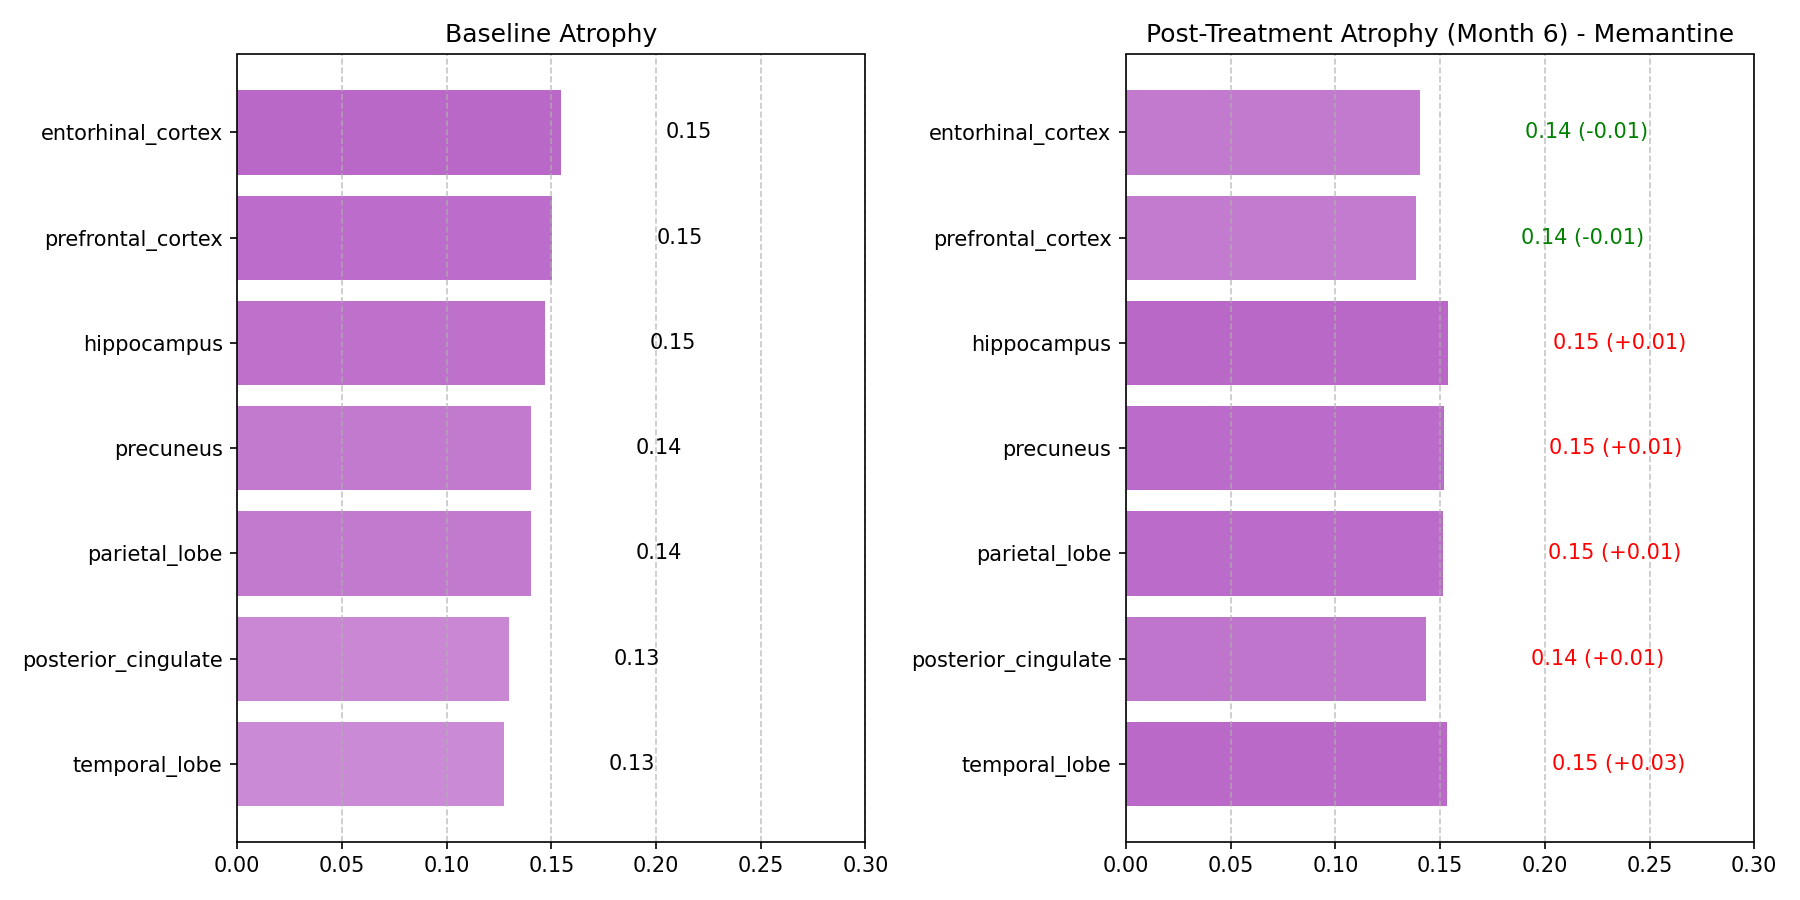 Baseline Atrophy
entorhinal_cortex
0.15
prefrontal_cortex
0.15
hippocampus
0.15
precuneus
0.14
parietal_lobe
0.14
posterior_cingulate
0.13
temporal_lobe
0.13
0.00 0.05 0.10 0.15 0.20 0.25 0.30
Post-Treatment Atrophy (Month 6) - Memantine
entorhinal_cortex
0.14 (-0.01)
prefrontal_cortex
0.14 (-0.01)
hippocampus
0.15 (+0.01)
precuneus
0.15 (+0.01)
parietal_lobe
0.15 (+0.01)
posterior_cingulate
0.14 (+0.01)
temporal_lobe
0.15 (+0.03)
0.00 0.05 0.10 0.15 0.20 0.25 0.30